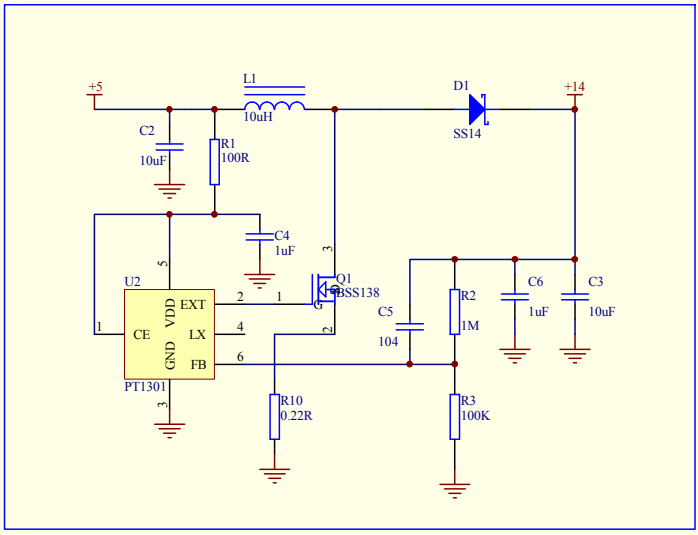 +5
L1
10uH
D1
SS14
+14
C2
10uF
R1
100R
C4
1uF
5
3
Q1
BSS138
G
D
2
U2
VDD
EXT
2
1
1
CE
LX
4
GND
FB
6
PT1301
3
C5
104
R2
1M
C6
1uF
C3
10uF
R10
0.22R
R3
100K